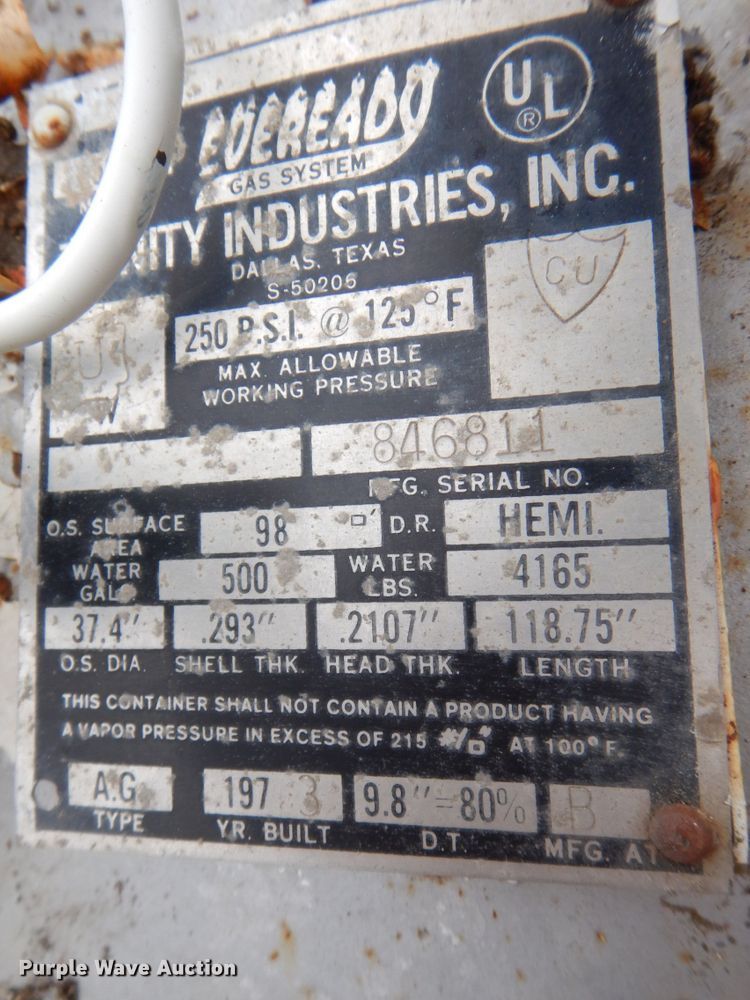 EVEREADY
UL
®
GAS SYSTEM
INDUSTRIES, INC.
DALLAS, TEXAS
S-50206
250 P.S.I. @ 125°F
CU
U
MAX. ALLOWABLE
WORKING PRESSURE
846811
MFG. SERIAL NO.
O.S. SURFACE AREA 98 □' D.R. HEMI.
WATER GALS. 500 WATER LBS. 4165
37.4" .293" .2107" 118.75"
O.S. DIA. SHELL THK. HEAD THK. LENGTH
THIS CONTAINER SHALL NOT CONTAIN A PRODUCT HAVING
A VAPOR PRESSURE IN EXCESS OF 215 #/□" AT 100°F.
A.G. 1973 9.8"=80% B
TYPE YR. BUILT D.T. MFG. AT
Purple Wave Auction